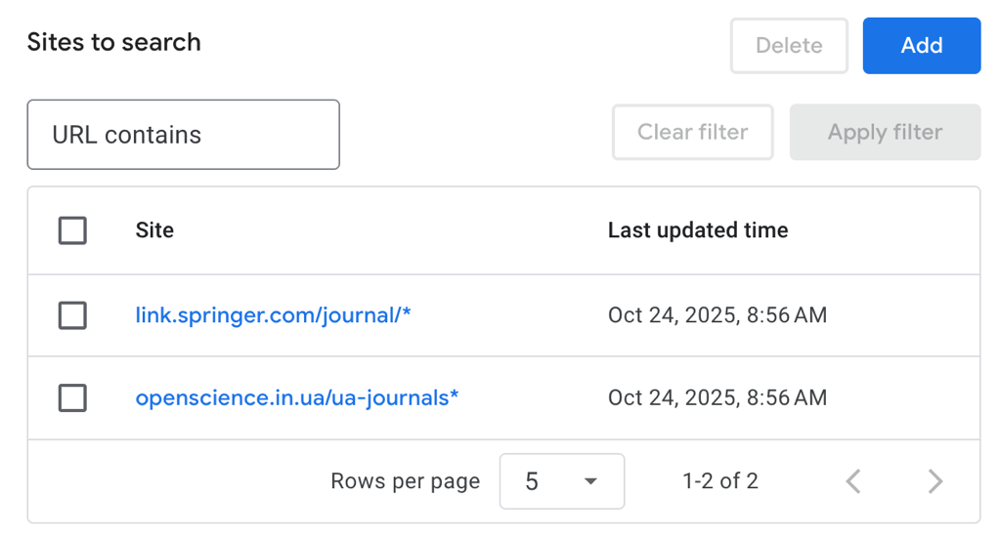 Sites to search
Delete
Add
URL contains
Clear filter
Apply filter
Site
Last updated time
link.springer.com/journal/*
Oct 24, 2025, 8:56 AM
openscience.in.ua/ua-journals*
Oct 24, 2025, 8:56 AM
Rows per page
5
1-2 of 2